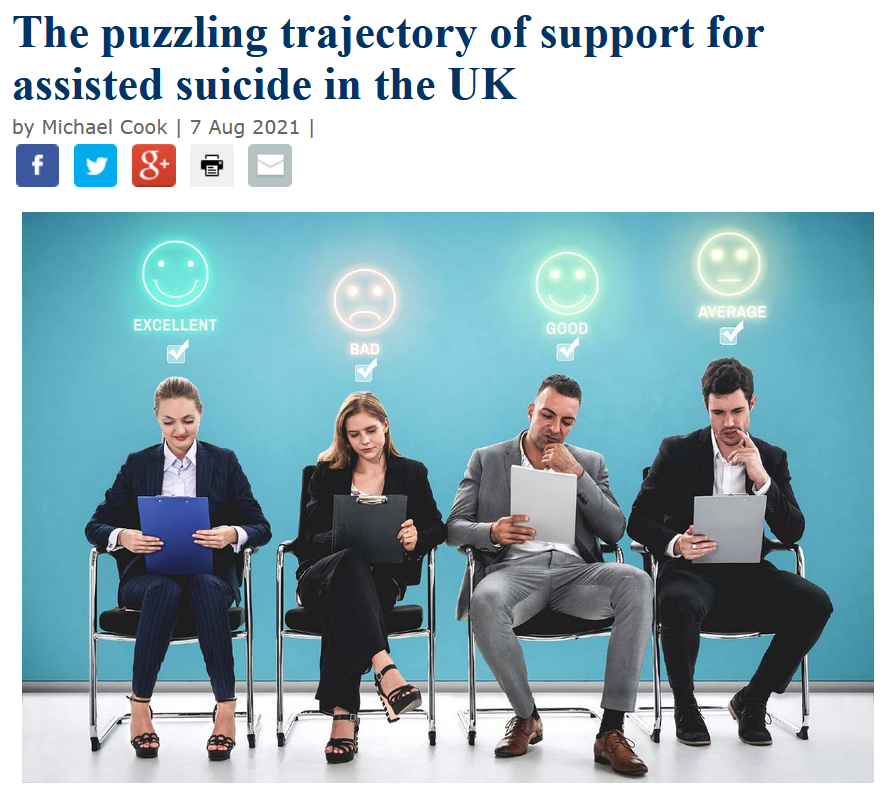 The puzzling trajectory of support for
assisted suicide in the UK
by Michael Cook | 7 Aug 2021 |
f
g+
EXCELLENT
BAD
GOOD
AVERAGE